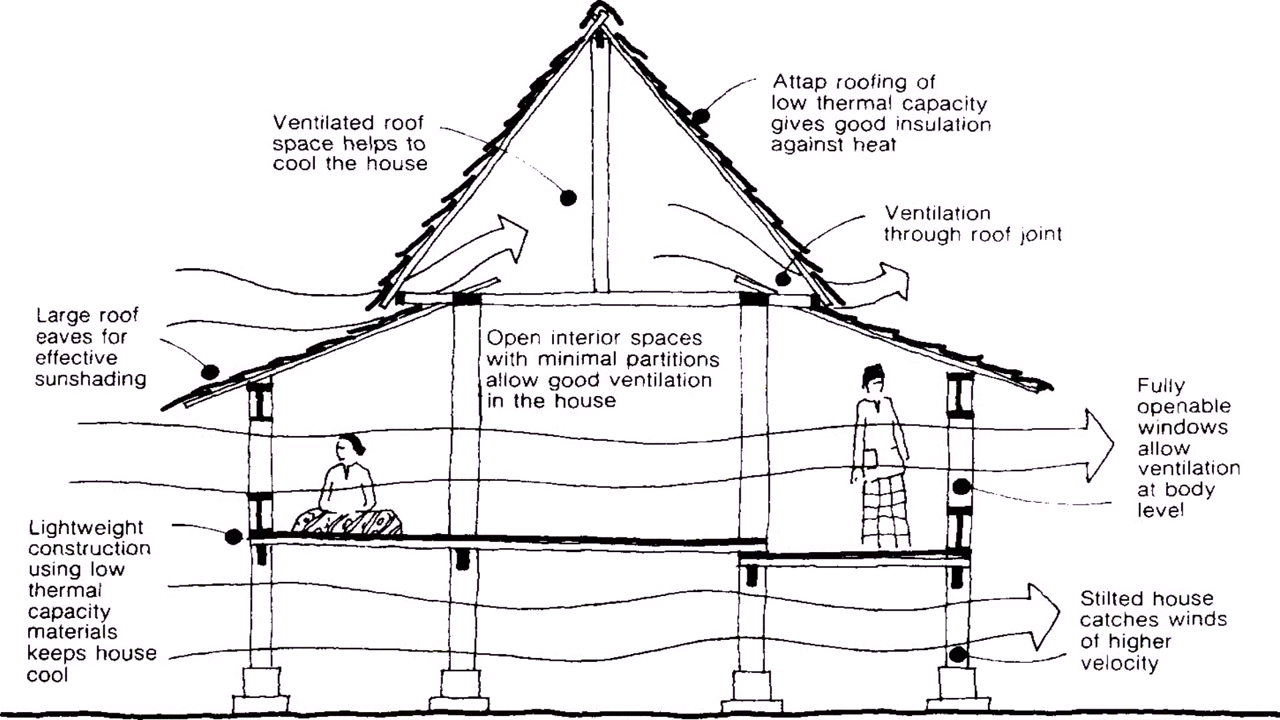 Ventilated roof
space helps to
cool the house
Attap roofing of
low thermal capacity
gives good insulation
against heat
Ventilation
through roof joint
Large roof
eaves for
effective
sunshading
Open interior spaces
with minimal partitions
allow good ventilation
in the house
Fully
openable
windows
allow
ventilation
at body
level
Lightweight
construction
using low
thermal
capacity
materials
keeps house
cool
Stilted house
catches winds
of higher
velocity